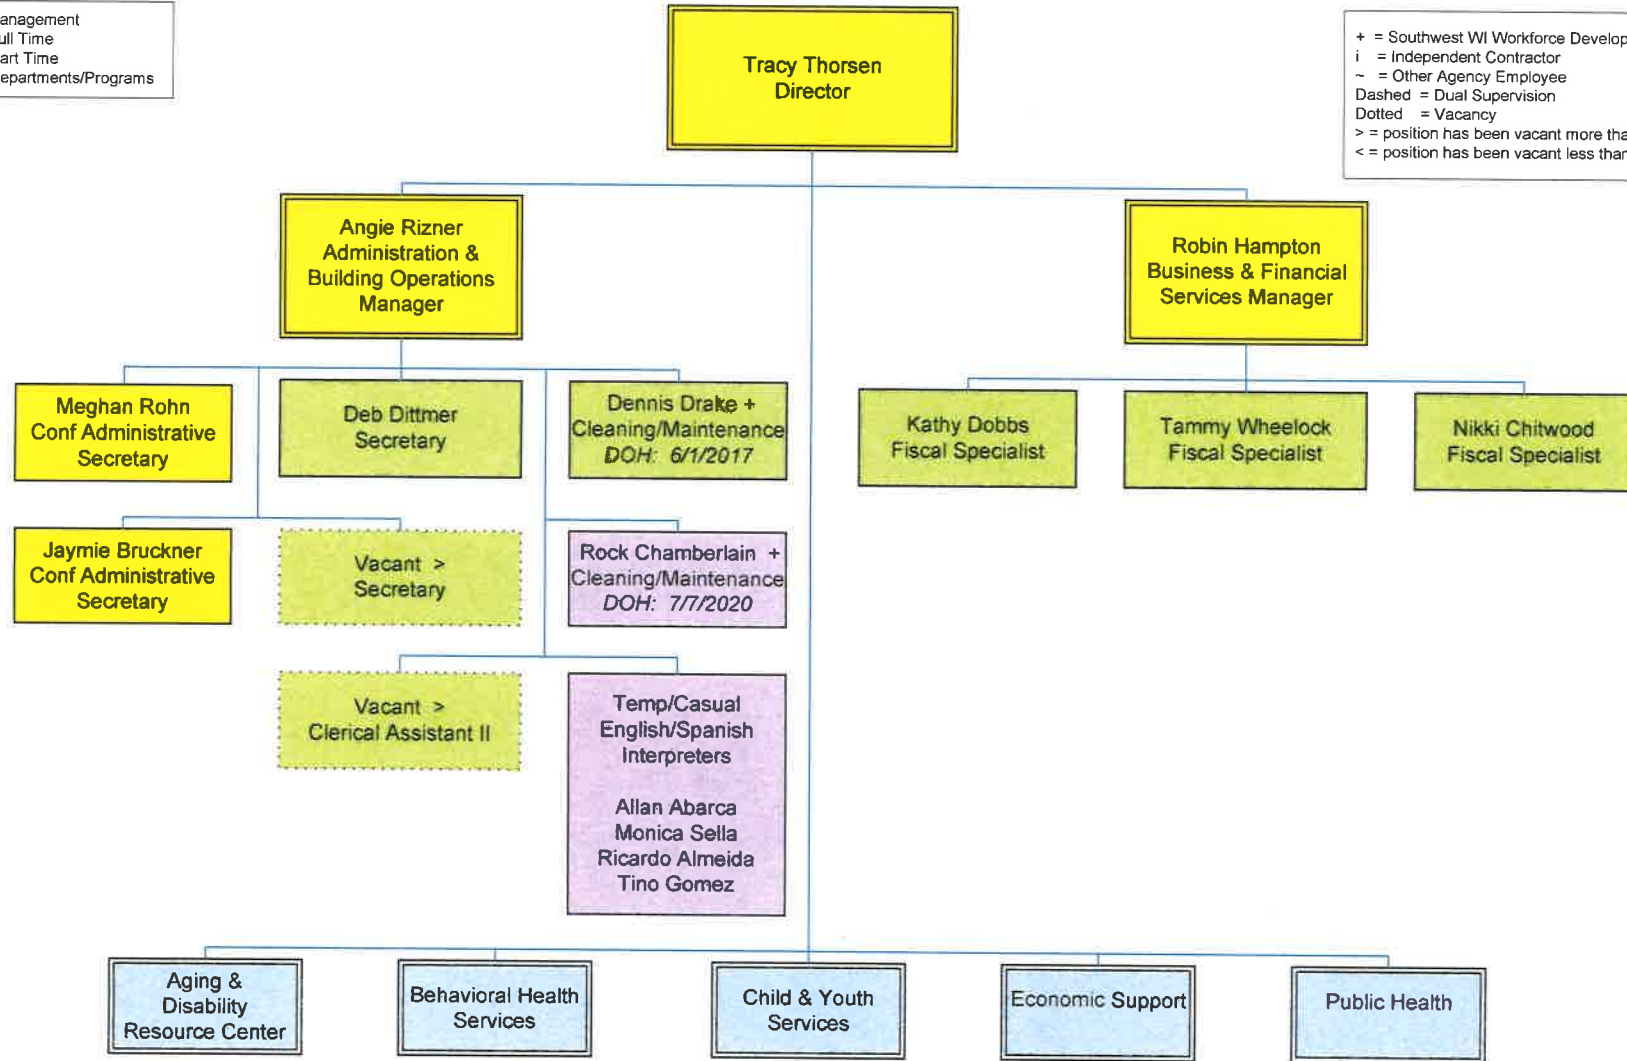 Time
Time
Departments/Programs
+ = Southwest WI Workforce
i = Independent Contractor
~ = Other Agency Employee
Dashed = Dual Supervision
Dotted = Vacancy
> = position has been vacant more
< = position has been vacant less than
Tracy Thorsen
Director
Angie Rizner
Administration &
Building Operations
Manager
Robin Hampton
Business & Financial
Services Manager
Meghan Rohn
Conf Administrative
Secretary
Deb Dittmer
Secretary
Dennis Drake +
Cleaning/Maintenance
DOH: 6/1/2017
Kathy Dobbs
Fiscal Specialist
Tammy Wheelock
Fiscal Specialist
Nikki Chitwood
Fiscal Specialist
Jaymie Bruckner
Conf Administrative
Secretary
Vacant >
Secretary
Rock Chamberlain +
Cleaning/Maintenance
DOH: 7/7/2020
Vacant >
Clerical Assistant II
Temp/Casual
English/Spanish
Interpreters
Allan Abarca
Monica Sella
Ricardo Almeida
Tino Gomez
Aging &
Disability
Resource Center
Behavioral Health
Services
Child & Youth
Services
Economic Support
Public Health